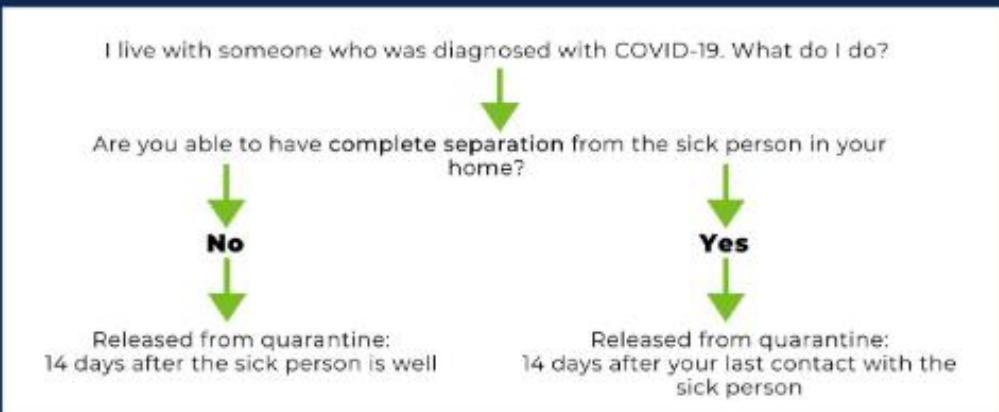 I live with someone who was diagnosed with COVID-19. What do I do?
Are you able to have complete separation from the sick person in your
home?
No
Yes
Released from quarantine:
14 days after the sick person is well
Released from quarantine:
14 days after your last contact with the
sick person